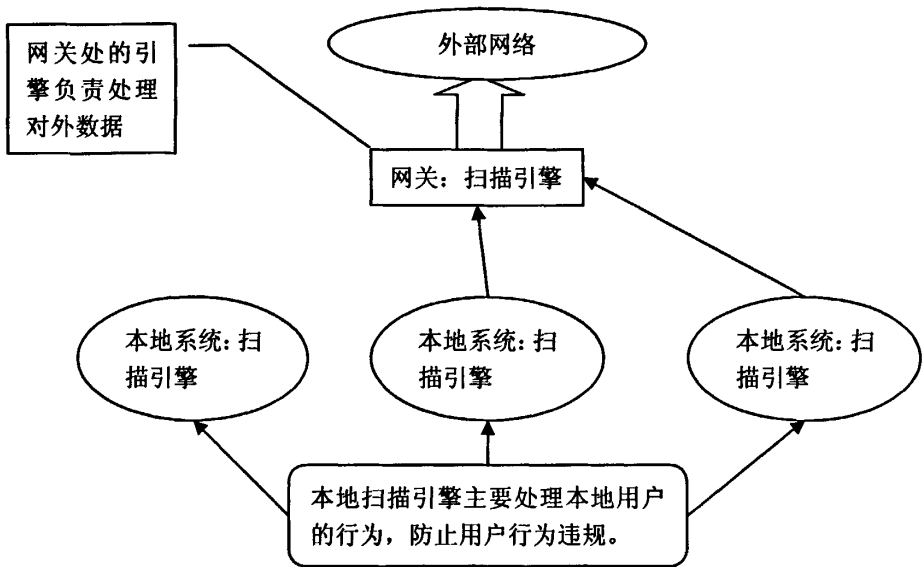 外部网络
网关处的引
擎负责处理
对外数据
网关：扫描引擎
本地系统：扫
描引擎
本地系统：扫
描引擎
本地系统：扫
描引擎
本地扫描引擎主要处理本地用户
的行为，防止用户行为违规。